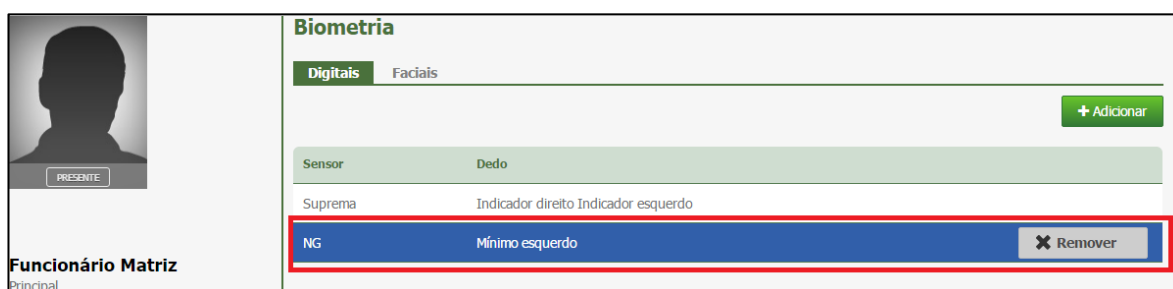 Biometria
Digitais Faciais
+ Adicionar
Sensor Dedo
PRESENTE
Suprema Indicador direito Indicador esquerdo
NG Mínimo esquerdo Remover
Funcionário Matriz
Principal